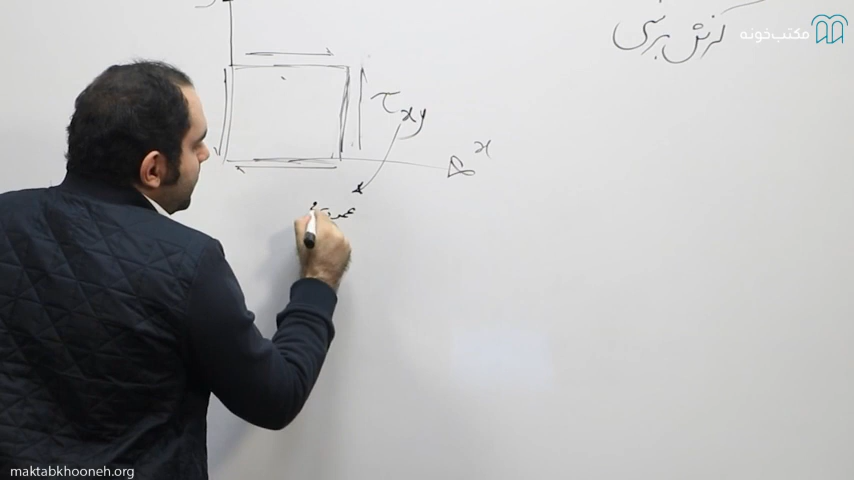 مکتب‌خونه
کرنش برشی
τxy
x
maktabkhooneh.org